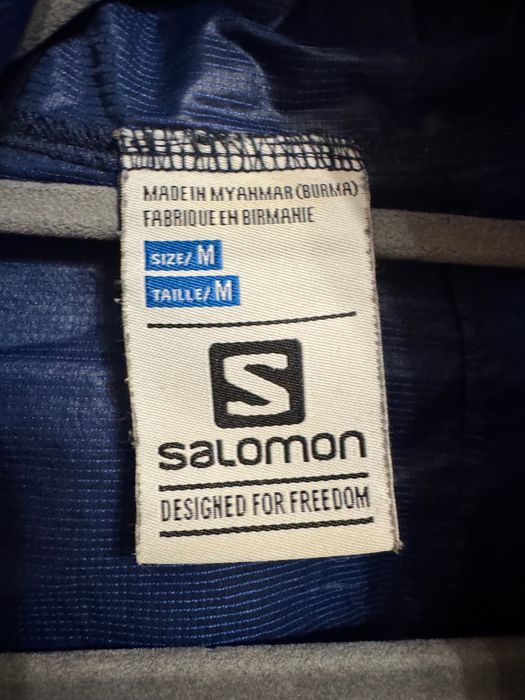 MADE IN MYANMAR (BURMA)
FABRIQUE EN BIRMANIE
SIZE/ M
TAILLE/ M
S
SALOMON
DESIGNED FOR FREEDOM